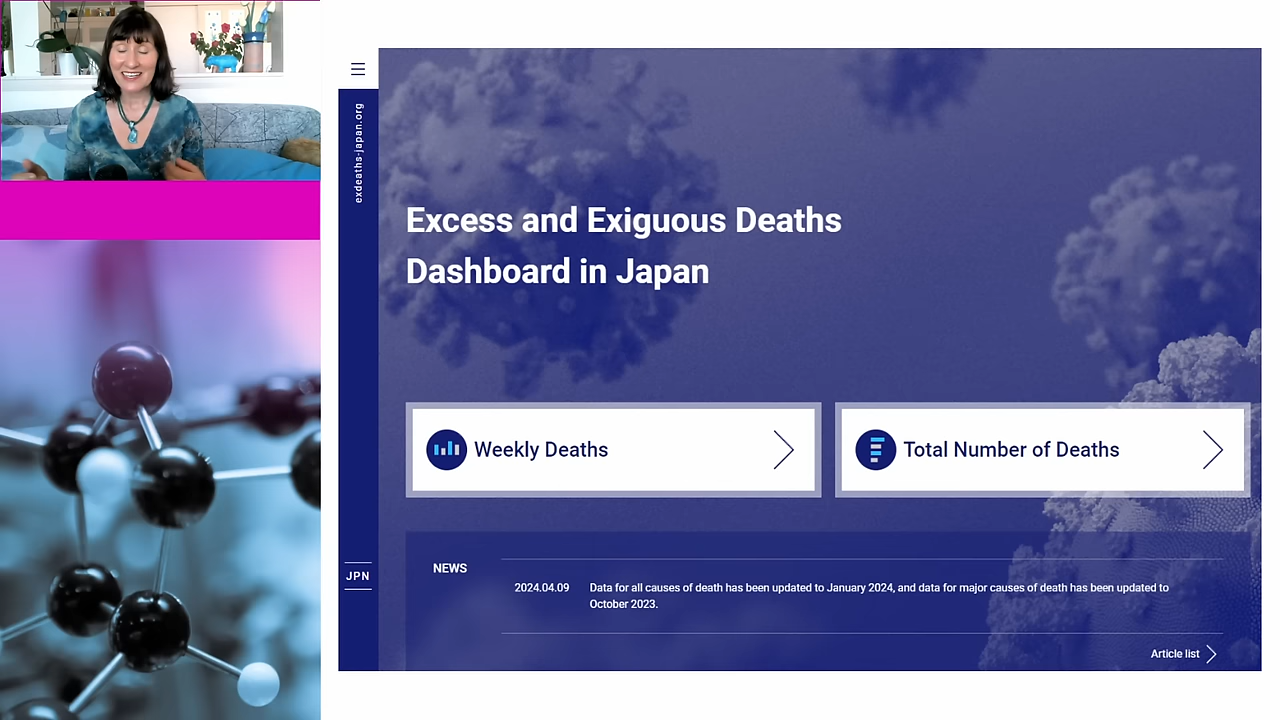 exdeaths-japan.org
Excess and Exiguous Deaths
Dashboard in Japan
Weekly Deaths
Total Number of Deaths
JPN
NEWS
2024.04.09
Data for all causes of death has been updated to January 2024, and data for major causes of death has been updated to
October 2023.
Article list